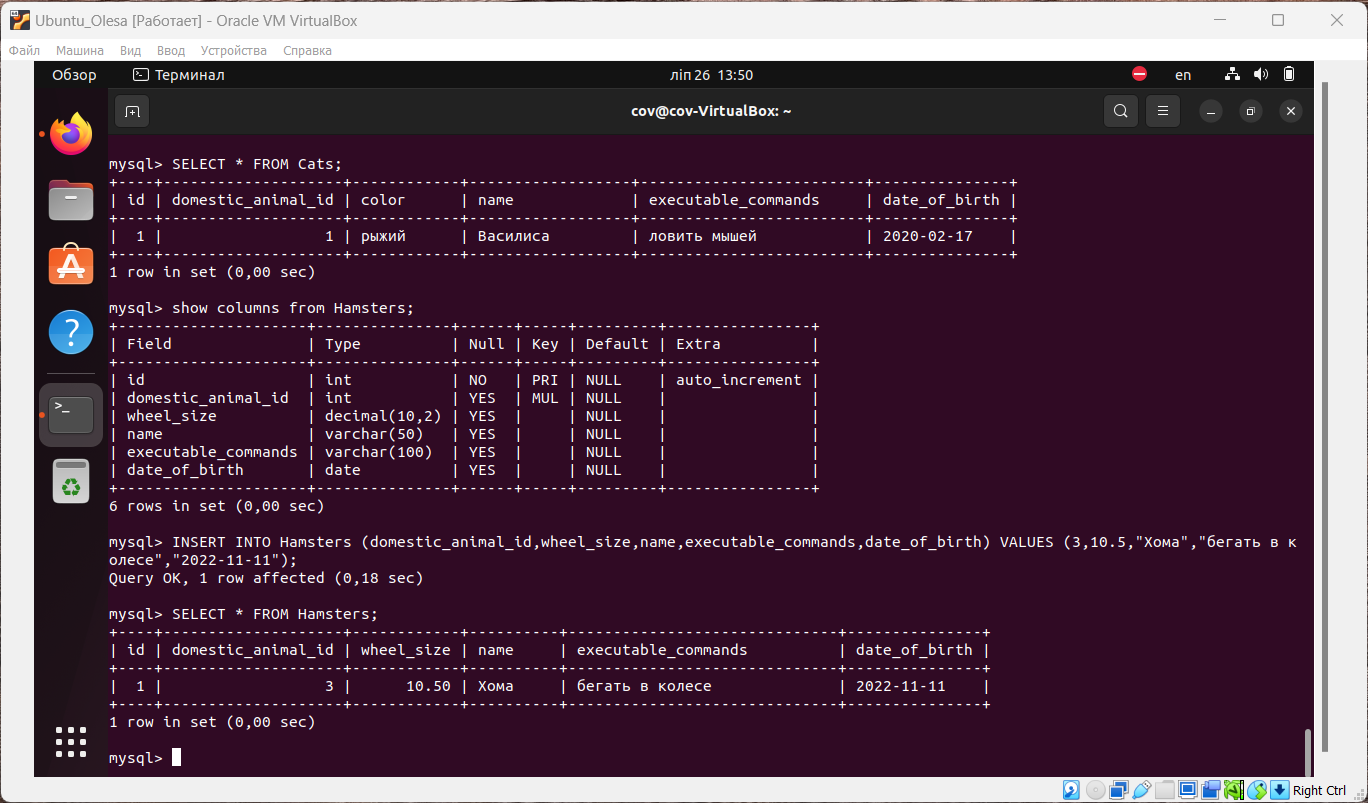 Ubuntu_Olesa [Работает] - Oracle VM VirtualBox
Файл Машина Вид Ввод Устройства Справка
Обзор Терминал ліп 26 13:50 en
cov@cov-VirtualBox: ~
mysql> SELECT * FROM Cats;
+----+--------------------+------------+------------------+-------------------------+---------------+
| id | domestic_animal_id | color      | name             | executable_commands     | date_of_birth |
+----+--------------------+------------+------------------+-------------------------+---------------+
|  1 |                  1 | рыжий      | Василиса         | ловить мышей            | 2020-02-17    |
+----+--------------------+------------+------------------+-------------------------+---------------+
1 row in set (0,00 sec)
mysql> show columns from Hamsters;
+---------------------+---------------+------+-----+---------+----------------+
| Field               | Type          | Null | Key | Default | Extra          |
+---------------------+---------------+------+-----+---------+----------------+
| id                  | int           | NO   | PRI | NULL    | auto_increment |
| domestic_animal_id  | int           | YES  | MUL | NULL    |                |
| wheel_size          | decimal(10,2) | YES  |     | NULL    |                |
| name                | varchar(50)   | YES  |     | NULL    |                |
| executable_commands | varchar(100)  | YES  |     | NULL    |                |
| date_of_birth       | date          | YES  |     | NULL    |                |
+---------------------+---------------+------+-----+---------+----------------+
6 rows in set (0,00 sec)
mysql> INSERT INTO Hamsters (domestic_animal_id,wheel_size,name,executable_commands,date_of_birth) VALUES (3,10.5,"Хома","бегать в к
олесе","2022-11-11");
Query OK, 1 row affected (0,18 sec)
mysql> SELECT * FROM Hamsters;
+----+--------------------+------------+----------+------------------------------+---------------+
| id | domestic_animal_id | wheel_size | name     | executable_commands          | date_of_birth |
+----+--------------------+------------+----------+------------------------------+---------------+
|  1 |                  3 |      10.50 | Хома     | бегать в колесе              | 2022-11-11    |
+----+--------------------+------------+----------+------------------------------+---------------+
1 row in set (0,00 sec)
mysql>
Right Ctrl